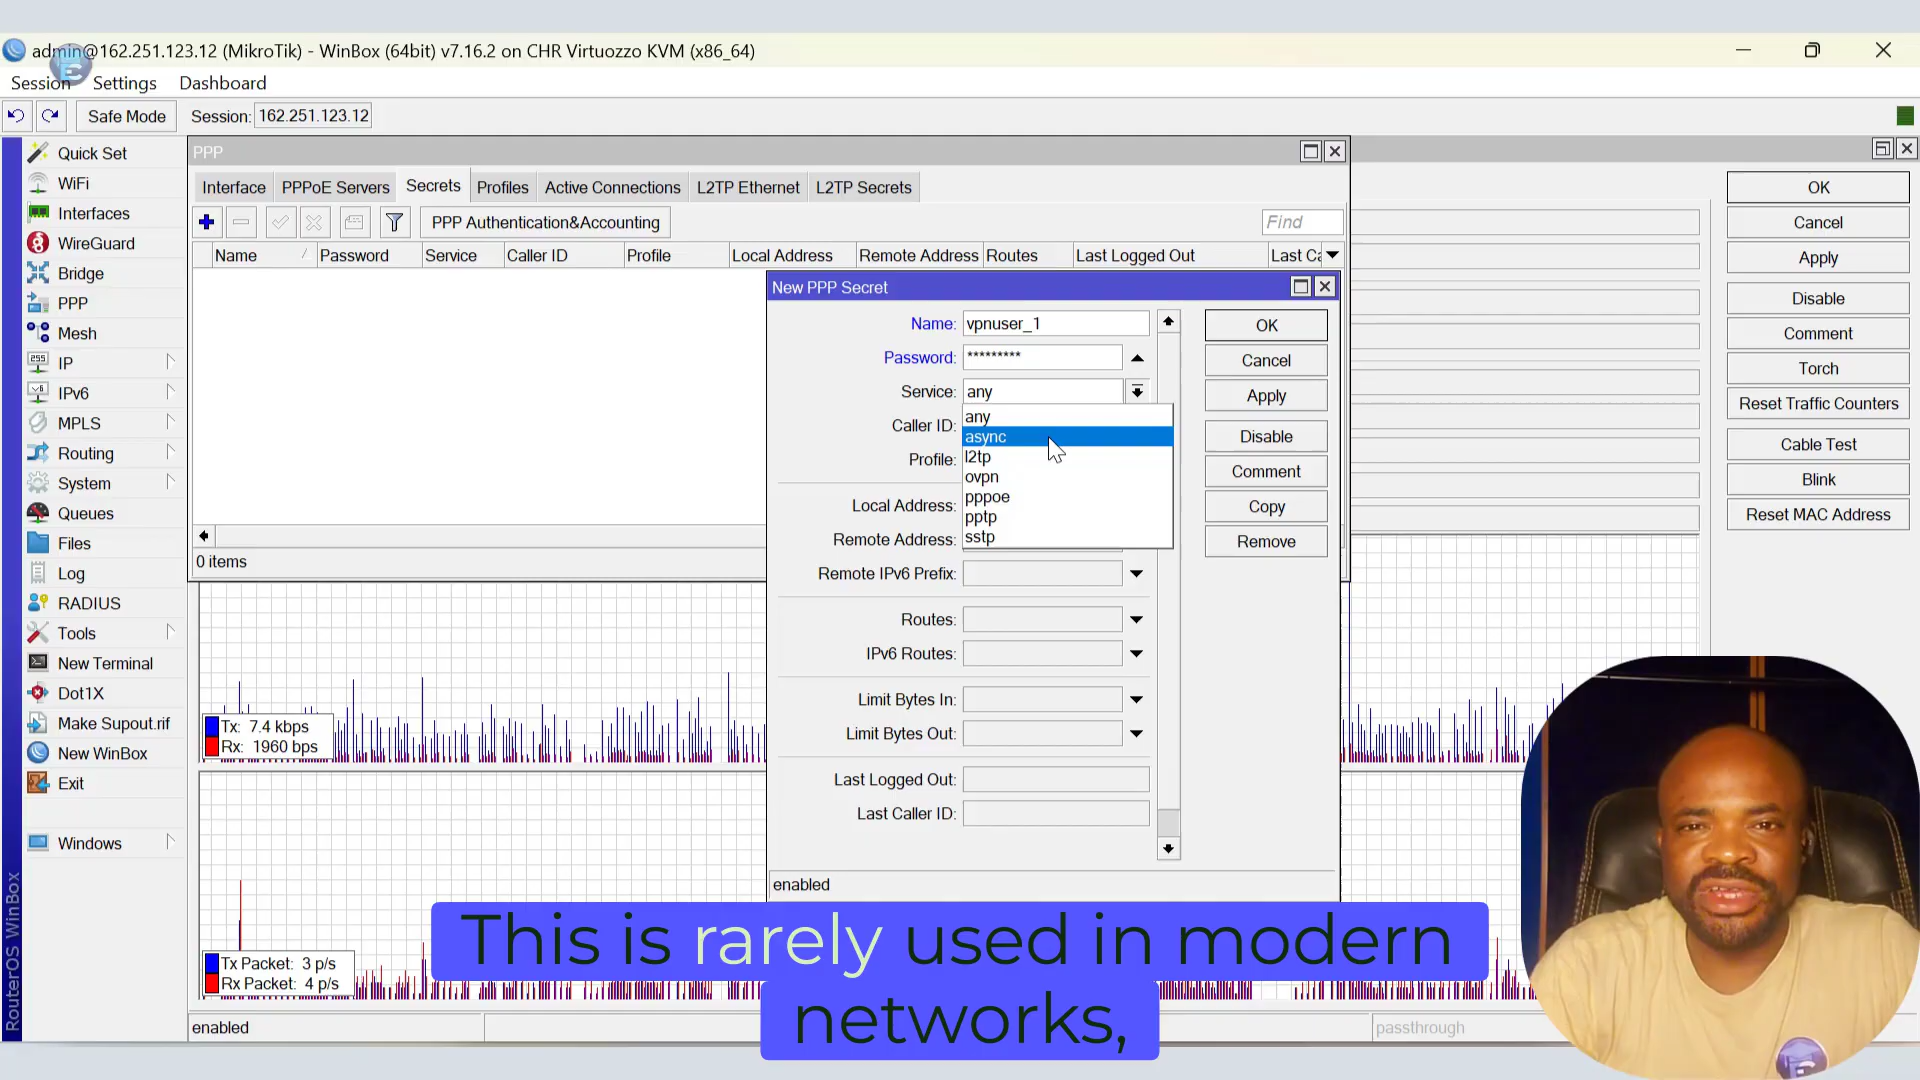 admin@162.251.123.12 (MikroTik) - WinBox (64bit) v7.16.2 on CHR Virtuozzo KVM (x86_64)
Session Settings Dashboard
Safe Mode Session: 162.251.123.12
Quick Set
WiFi
Interfaces
WireGuard
Bridge
PPP
Mesh
IP
IPv6
MPLS
Routing
System
Queues
Files
Log
RADIUS
Tools
New Terminal
Dot1X
Make Supout.rif
New WinBox
Exit
Windows
RouterOS WinBox
PPP
Interface PPPoE Servers Secrets Profiles Active Connections L2TP Ethernet L2TP Secrets
PPP Authentication&Accounting Find
Name Password Service Caller ID Profile Local Address Remote Address Routes Last Logged Out Last Ca
0 items
New PPP Secret
Name: vpnuser_1
Password: *********
Service: any
any
async
l2tp
ovpn
pppoe
pptp
sstp
Caller ID:
Profile:
Local Address:
Remote Address:
Remote IPv6 Prefix:
Routes:
IPv6 Routes:
Limit Bytes In:
Limit Bytes Out:
Last Logged Out:
Last Caller ID:
enabled
OK
Cancel
Apply
Disable
Comment
Copy
Remove
OK
Cancel
Apply
Disable
Comment
Torch
Reset Traffic Counters
Cable Test
Blink
Reset MAC Address
Tx: 7.4 kbps
Rx: 1960 bps
Tx Packet: 3 p/s
Rx Packet: 4 p/s
enabled
passthrough
This is rarely used in modern
networks,